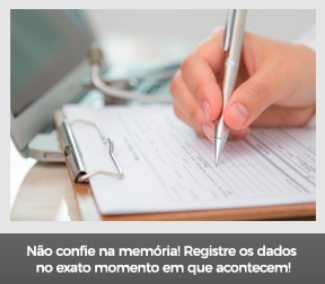 Não confie na memória! Registre os dados
no exato momento em que acontecem!